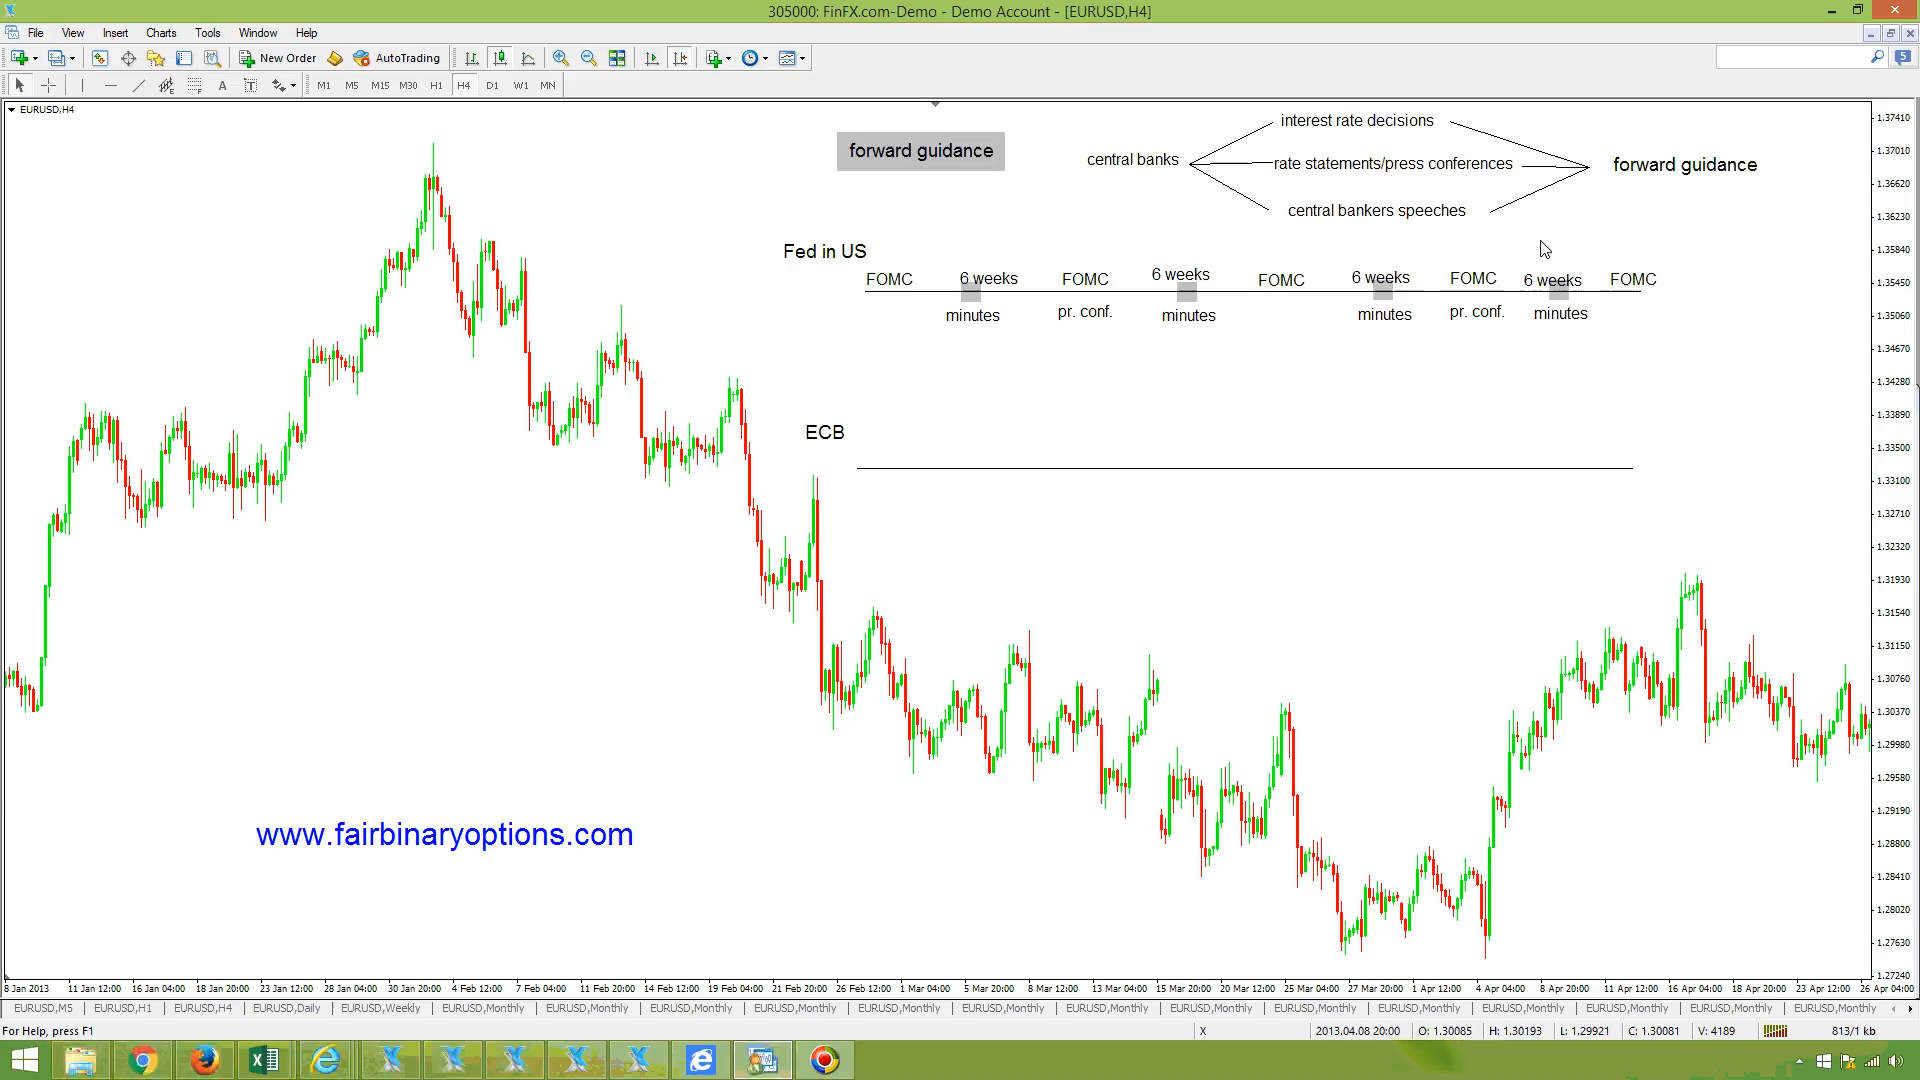 305000: FinFX.com-Demo - Demo Account - [EURUSD,H4]
File View Insert Charts Tools Window Help
New Order AutoTrading
5
A T M1 M5 M15 M30 H1 H4 D1 W1 MN
EURUSD,H4
forward guidance
central banks
interest rate decisions
rate statements/press conferences
central bankers speeches
forward guidance
Fed in US
FOMC 6 weeks FOMC 6 weeks FOMC 6 weeks FOMC 6 weeks FOMC
minutes pr. conf. minutes minutes pr. conf. minutes
ECB
www.fairbinaryoptions.com
1.37410
1.37010
1.36620
1.36230
1.35840
1.35450
1.35060
1.34670
1.34280
1.33890
1.33500
1.33100
1.32710
1.32320
1.31930
1.31540
1.31150
1.30760
1.30370
1.29980
1.29580
1.29190
1.28800
1.28410
1.28020
1.27630
1.27240
8 Jan 2013 11 Jan 12:00 16 Jan 04:00 18 Jan 20:00 23 Jan 12:00 28 Jan 04:00 30 Jan 20:00 4 Feb 12:00 7 Feb 04:00 11 Feb 20:00 14 Feb 12:00 19 Feb 04:00 21 Feb 20:00 26 Feb 12:00 1 Mar 04:00 5 Mar 20:00 8 Mar 12:00 13 Mar 04:00 15 Mar 20:00 20 Mar 12:00 25 Mar 04:00 27 Mar 20:00 1 Apr 12:00 4 Apr 04:00 8 Apr 20:00 11 Apr 12:00 16 Apr 04:00 18 Apr 20:00 23 Apr 12:00 26 Apr 04:00
EURUSD,M5 EURUSD,H1 EURUSD,H4 EURUSD,Daily EURUSD,Weekly EURUSD,Monthly EURUSD,Monthly EURUSD,Monthly EURUSD,Monthly EURUSD,Monthly EURUSD,Monthly EURUSD,Monthly EURUSD,Monthly EURUSD,Monthly EURUSD,Monthly EURUSD,Monthly EURUSD,Monthly EURUSD,Monthly EURUSD,Monthly
For Help, press F1 X 2013.04.08 20:00 O: 1.30085 H: 1.30193 L: 1.29921 C: 1.30081 V: 4189 813/1 kb